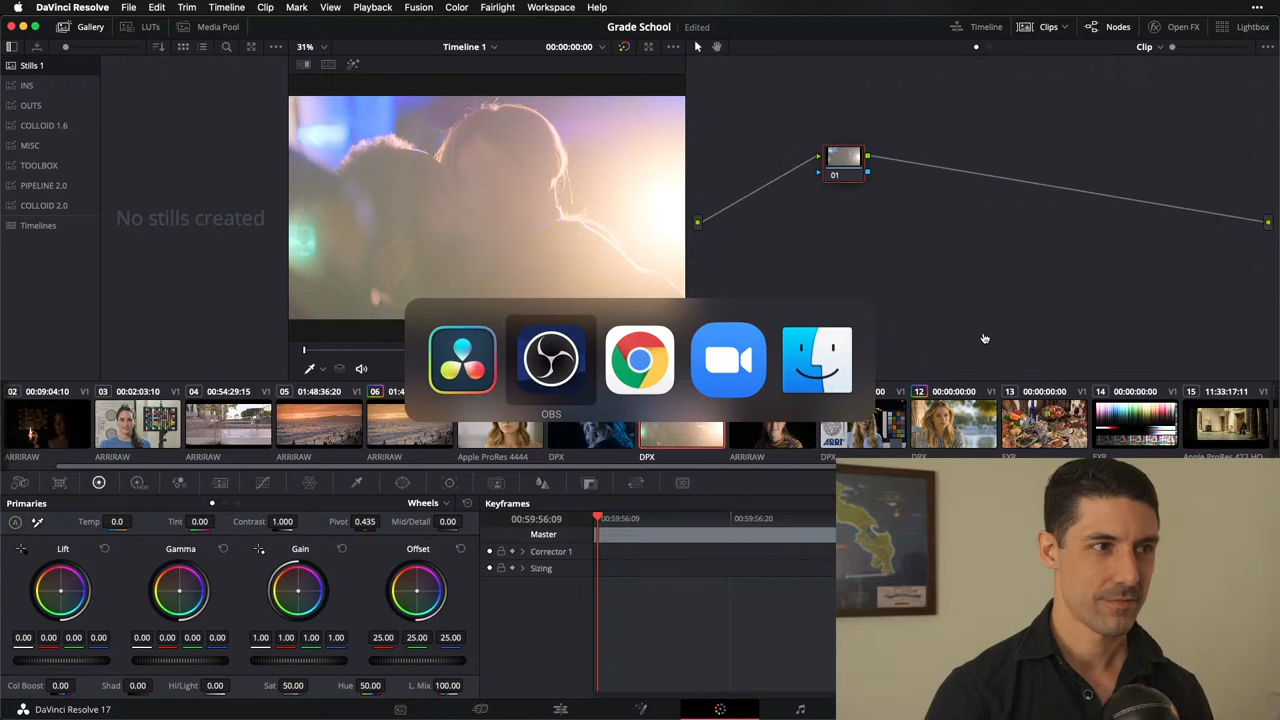 DaVinci Resolve File Edit Trim Timeline Clip Mark View Playback Fusion Color Fairlight Workspace Help
Gallery LUTs Media Pool Grade School Edited Timeline Clips Nodes Open FX Lightbox
31% Timeline 1 00:00:00:00 Clip
Stills 1
INS
OUTS
COLLOID 1.6
MISC
TOOLBOX
PIPELINE 2.0
COLLOID 2.0
Timelines
No stills created
01
OBS
02 00:09:04:10 V1 03 00:02:03:10 V1 04 00:54:29:15 V1 05 01:48:36:20 V1 06 12 00:00:00:00 V1 13 00:00:00:00 V1 14 00:00:00:00 V1 15 11:33:17:11 V1
ARRI
ARRIRAW ARRIRAW ARRIRAW ARRIRAW ARRIRAW Apple ProRes 4444 DPX DPX ARRIRAW DPX DPX EXR EXR Apple ProRes 422 HQ
Primaries Wheels Keyframes
Temp 0.0 Tint 0.00 Contrast 1.000 Pivot 0.435 Mid/Detail 0.00 00:59:56:09 00:59:56:09 00:59:56:20
Master
Lift Gamma Gain Offset Corrector 1
Sizing
0.00 0.00 0.00 0.00 0.00 0.00 0.00 0.00 1.00 1.00 1.00 1.00 25.00 25.00 25.00
Col Boost 0.00 Shad 0.00 Hi/Light 0.00 Sat 50.00 Hue 50.00 L. Mix 100.00
DaVinci Resolve 17